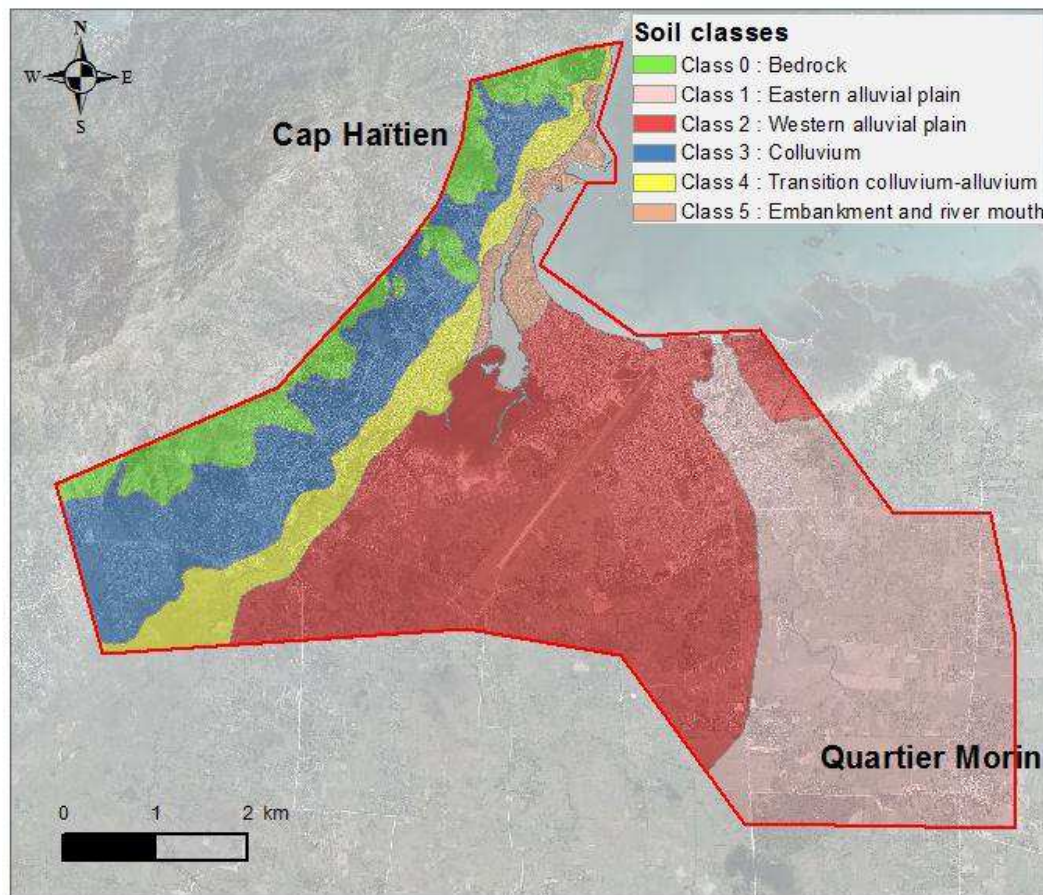 N
W E
S
Cap Haïtien
Soil classes
Class 0 : Bedrock
Class 1 : Eastern alluvial plain
Class 2 : Western alluvial plain
Class 3 : Colluvium
Class 4 : Transition colluvium-alluvium
Class 5 : Embankment and river mouth
Quartier Morin
0 1 2 km